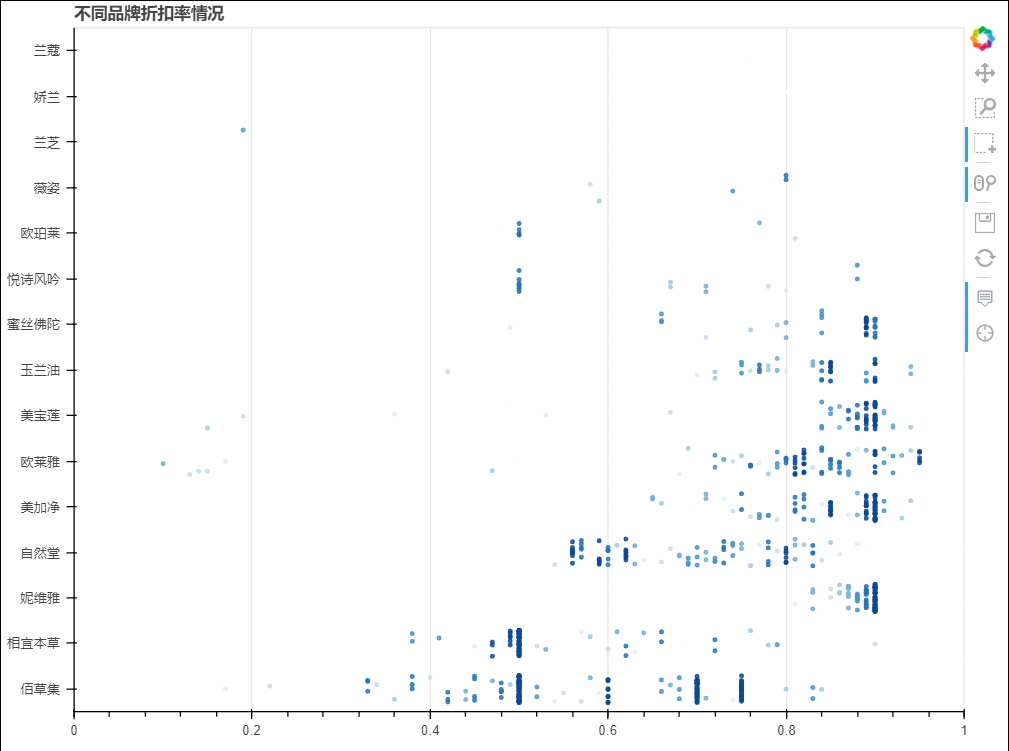 不同品牌折扣率情况
兰蔻
娇兰
兰芝
薇姿
欧珀莱
悦诗风吟
蜜丝佛陀
玉兰油
美宝莲
欧莱雅
美加净
自然堂
妮维雅
相宜本草
佰草集
0 0.2 0.4 0.6 0.8 1